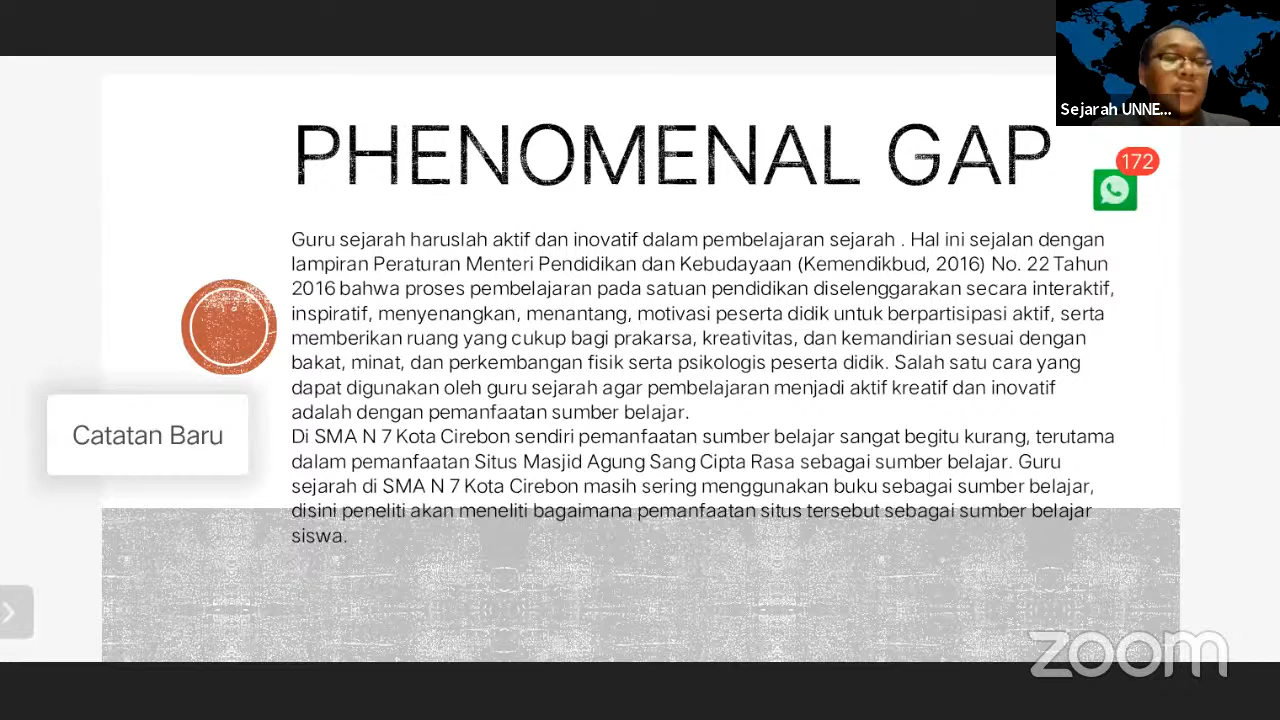 Sejarah UNNE...
PHENOMENAL GAP
172
Guru sejarah haruslah aktif dan inovatif dalam pembelajaran sejarah . Hal ini sejalan dengan
lampiran Peraturan Menteri Pendidikan dan Kebudayaan (Kemendikbud, 2016) No. 22 Tahun
2016 bahwa proses pembelajaran pada satuan pendidikan diselenggarakan secara interaktif,
inspiratif, menyenangkan, menantang, motivasi peserta didik untuk berpartisipasi aktif, serta
memberikan ruang yang cukup bagi prakarsa, kreativitas, dan kemandirian sesuai dengan
bakat, minat, dan perkembangan fisik serta psikologis peserta didik. Salah satu cara yang
dapat digunakan oleh guru sejarah agar pembelajaran menjadi aktif kreatif dan inovatif
adalah dengan pemanfaatan sumber belajar.
Di SMA N 7 Kota Cirebon sendiri pemanfaatan sumber belajar sangat begitu kurang, terutama
dalam pemanfaatan Situs Masjid Agung Sang Cipta Rasa sebagai sumber belajar. Guru
sejarah di SMA N 7 Kota Cirebon masih sering menggunakan buku sebagai sumber belajar,
disini peneliti akan meneliti bagaimana pemanfaatan situs tersebut sebagai sumber belajar
siswa.
Catatan Baru
zoom